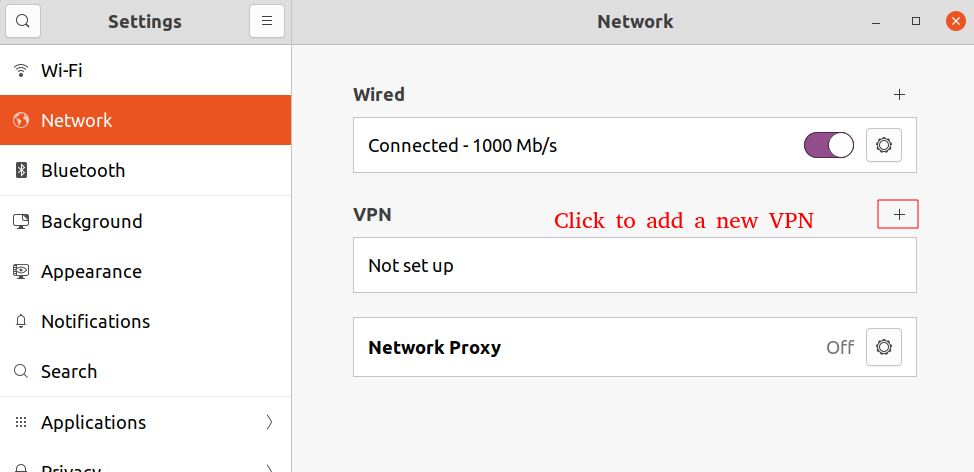 Settings
Network
Wi-Fi
Network
Bluetooth
Background
Appearance
Notifications
Search
Applications
Privacy
Wired
Connected - 1000 Mb/s
VPN
Click to add a new VPN
Not set up
Network Proxy
Off